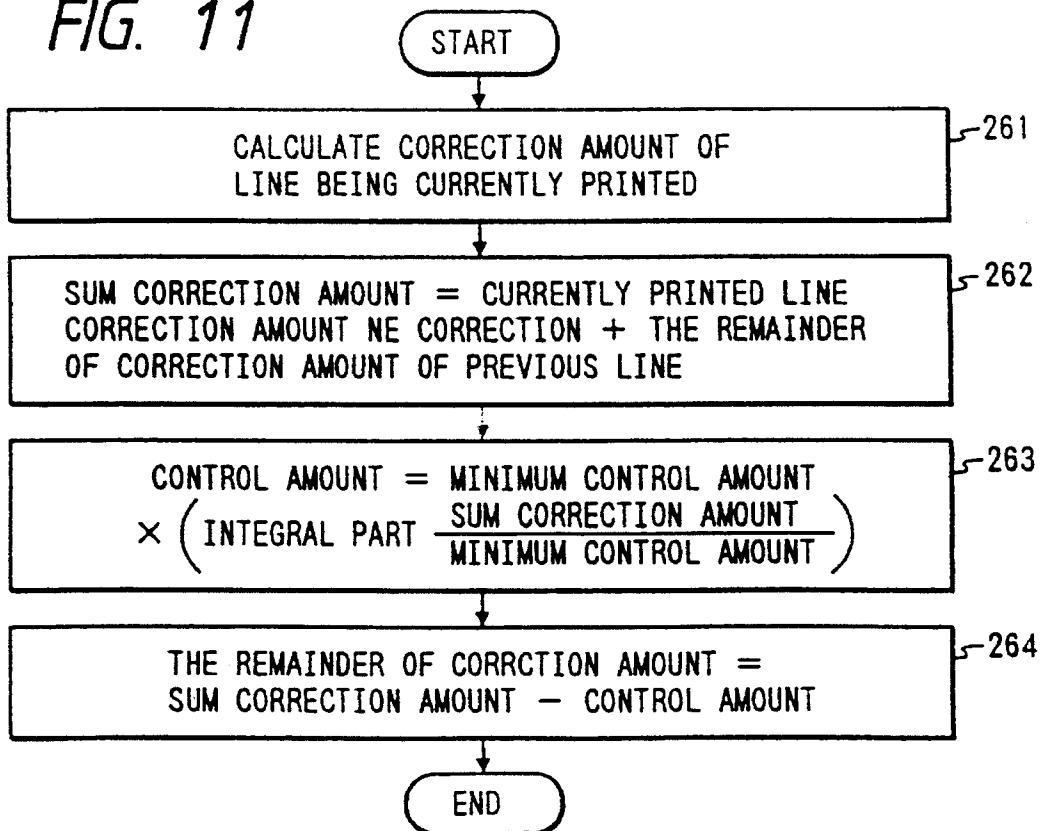 FIG. 11
START
CALCULATE CORRECTION AMOUNT OF
LINE BEING CURRENTLY PRINTED
261
SUM CORRECTION AMOUNT = CURRENTLY PRINTED LINE
CORRECTION AMOUNT NE CORRECTION + THE REMAINDER
OF CORRECTION AMOUNT OF PREVIOUS LINE
262
CONTROL AMOUNT = MINIMUM CONTROL AMOUNT
× ( INTEGRAL PART SUM CORRECTION AMOUNT
MINIMUM CONTROL AMOUNT )
263
THE REMAINDER OF CORRCTION AMOUNT =
SUM CORRECTION AMOUNT − CONTROL AMOUNT
264
END